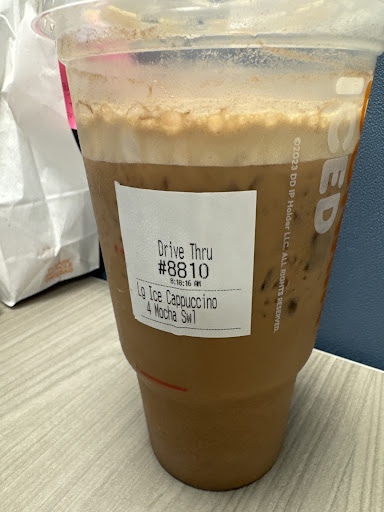 Drive Thru
#8810
8:18:16 AM
Lg Ice Cappuccino
4 Mocha Swl
ICED
©2023 DD IP Holder LLC. ALL RIGHTS RESERVED.